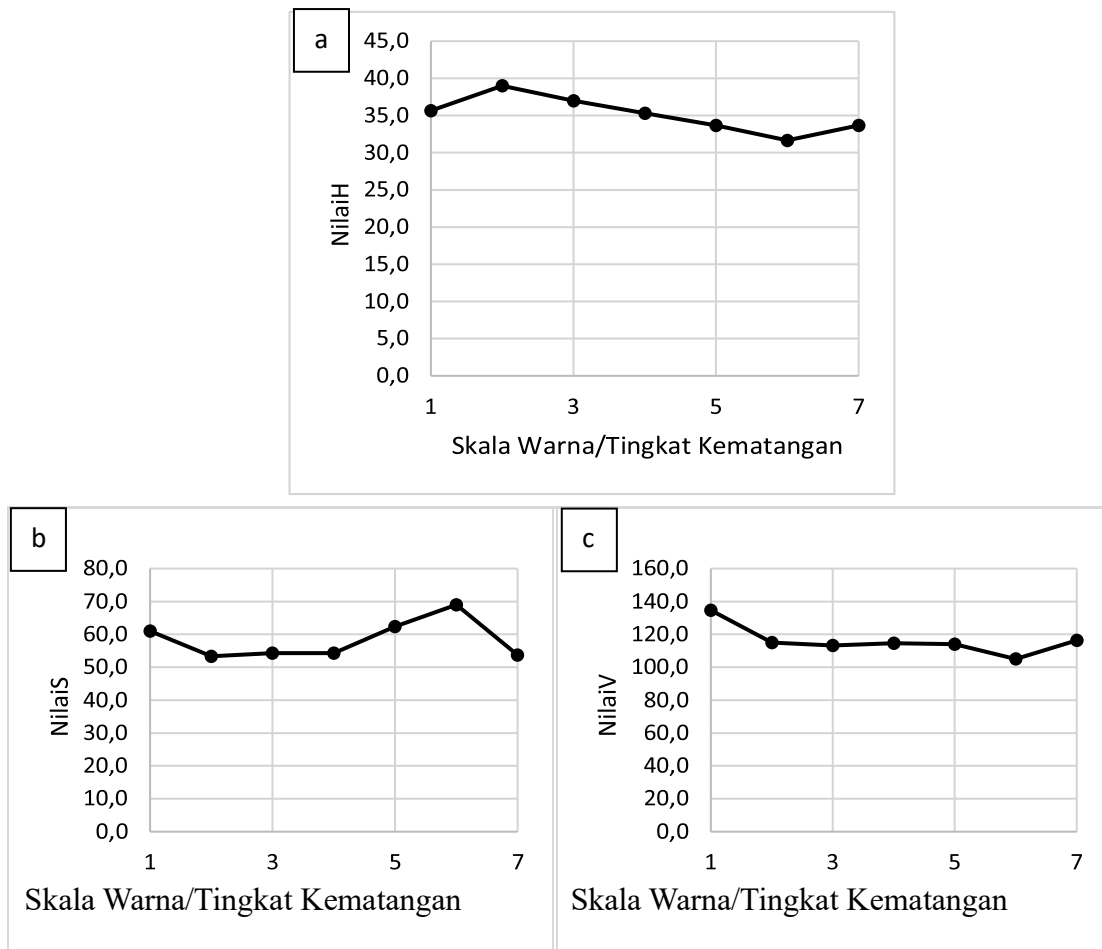 a
45,0
40,0
35,0
30,0
25,0
20,0
15,0
10,0
5,0
0,0
NilaiH
1 3 5 7
Skala Warna/Tingkat Kematangan
b
80,0
70,0
60,0
50,0
40,0
30,0
20,0
10,0
0,0
NilaiS
1 3 5 7
Skala Warna/Tingkat Kematangan
c
160,0
140,0
120,0
100,0
80,0
60,0
40,0
20,0
0,0
NilaiV
1 3 5 7
Skala Warna/Tingkat Kematangan